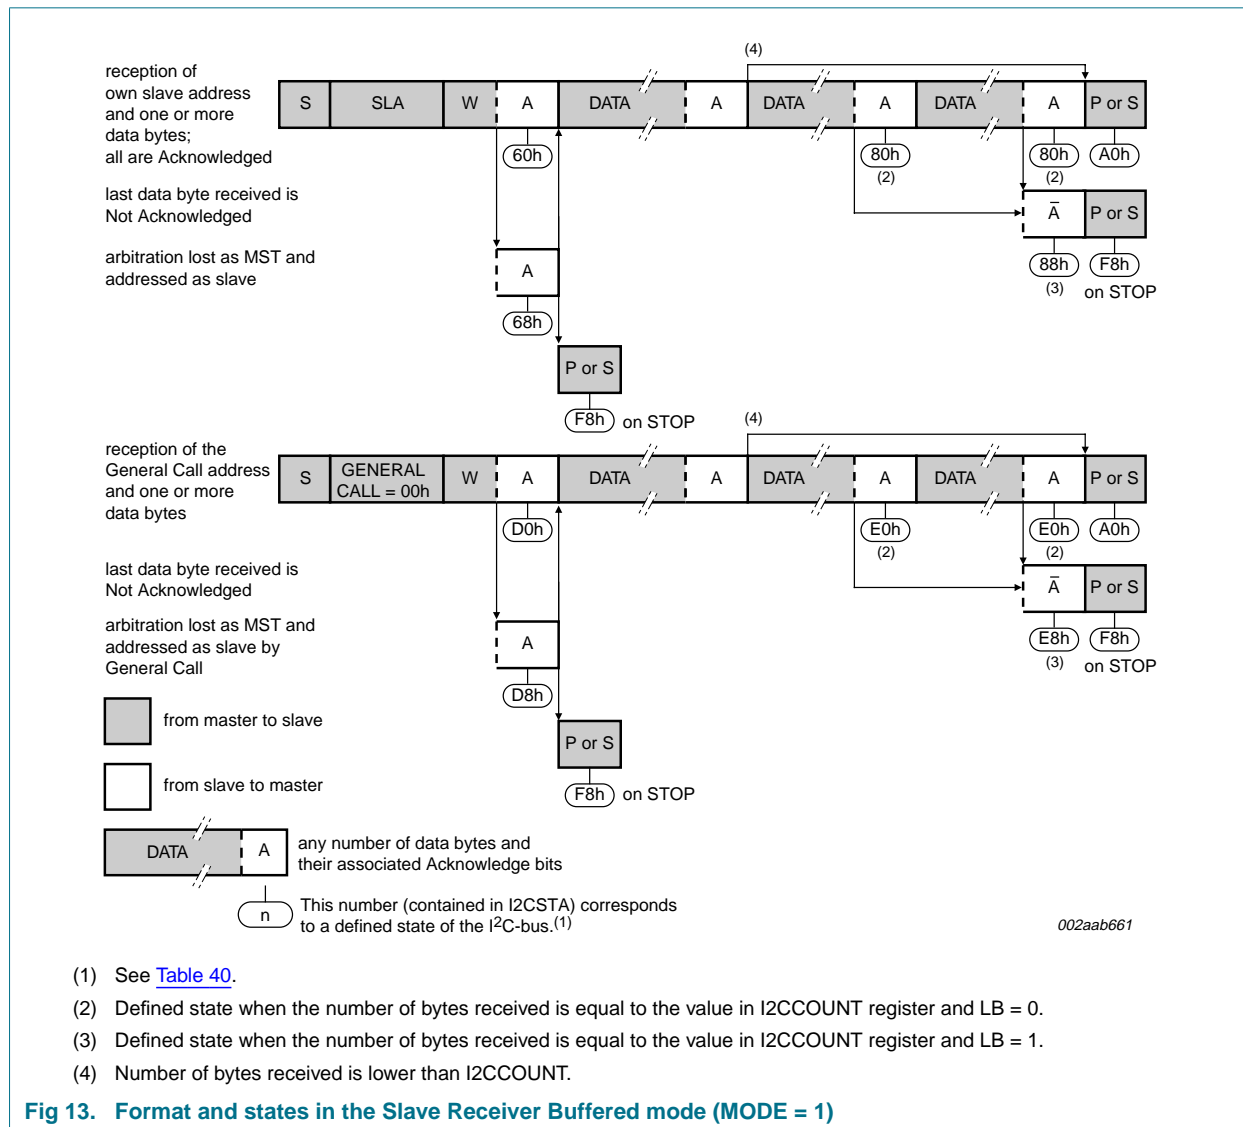 (4)
reception of
own slave address
and one or more
data bytes;
all are Acknowledged
S SLA W A DATA A DATA A DATA A P or S
60h 80h 80h A0h
(2) (2)
last data byte received is
Not Acknowledged
Ā P or S
88h F8h
(3) on STOP
arbitration lost as MST and
addressed as slave
A
68h
P or S
F8h on STOP
(4)
reception of the
General Call address
and one or more
data bytes
S GENERAL CALL = 00h W A DATA A DATA A DATA A P or S
D0h E0h E0h A0h
(2) (2)
last data byte received is
Not Acknowledged
Ā P or S
E8h F8h
(3) on STOP
arbitration lost as MST and
addressed as slave by
General Call
A
D8h
P or S
F8h on STOP
from master to slave
from slave to master
DATA A
any number of data bytes and
their associated Acknowledge bits
n
This number (contained in I2CSTA) corresponds
to a defined state of the I²C-bus.(1)
002aab661
(1) See Table 40.
(2) Defined state when the number of bytes received is equal to the value in I2CCOUNT register and LB = 0.
(3) Defined state when the number of bytes received is equal to the value in I2CCOUNT register and LB = 1.
(4) Number of bytes received is lower than I2CCOUNT.
Fig 13. Format and states in the Slave Receiver Buffered mode (MODE = 1)